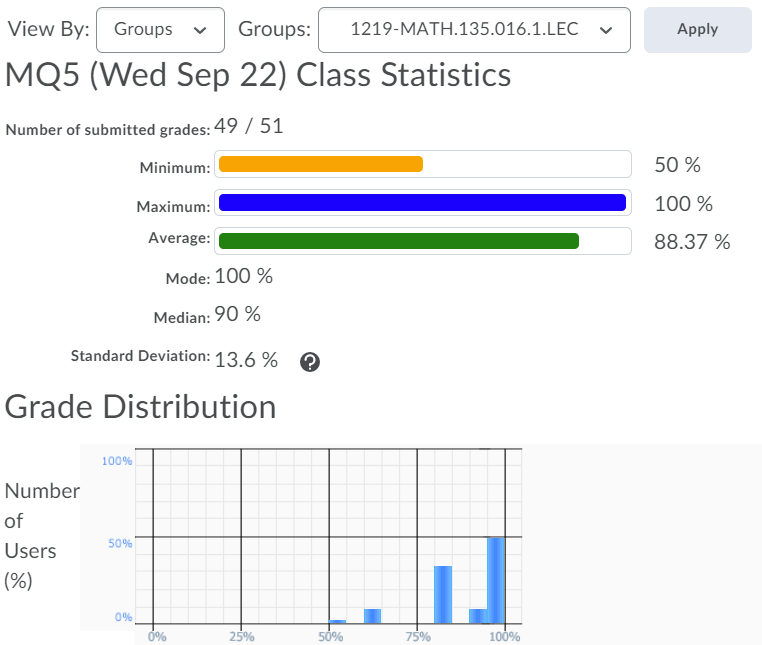 View By: Groups Groups: 1219-MATH.135.016.1.LEC Apply
MQ5 (Wed Sep 22) Class Statistics
Number of submitted grades: 49 / 51
Minimum: 50 %
Maximum: 100 %
Average: 88.37 %
Mode: 100 %
Median: 90 %
Standard Deviation: 13.6 % ?
Grade Distribution
Number
of
Users
(%)
100%
50%
0%
0% 25% 50% 75% 100%